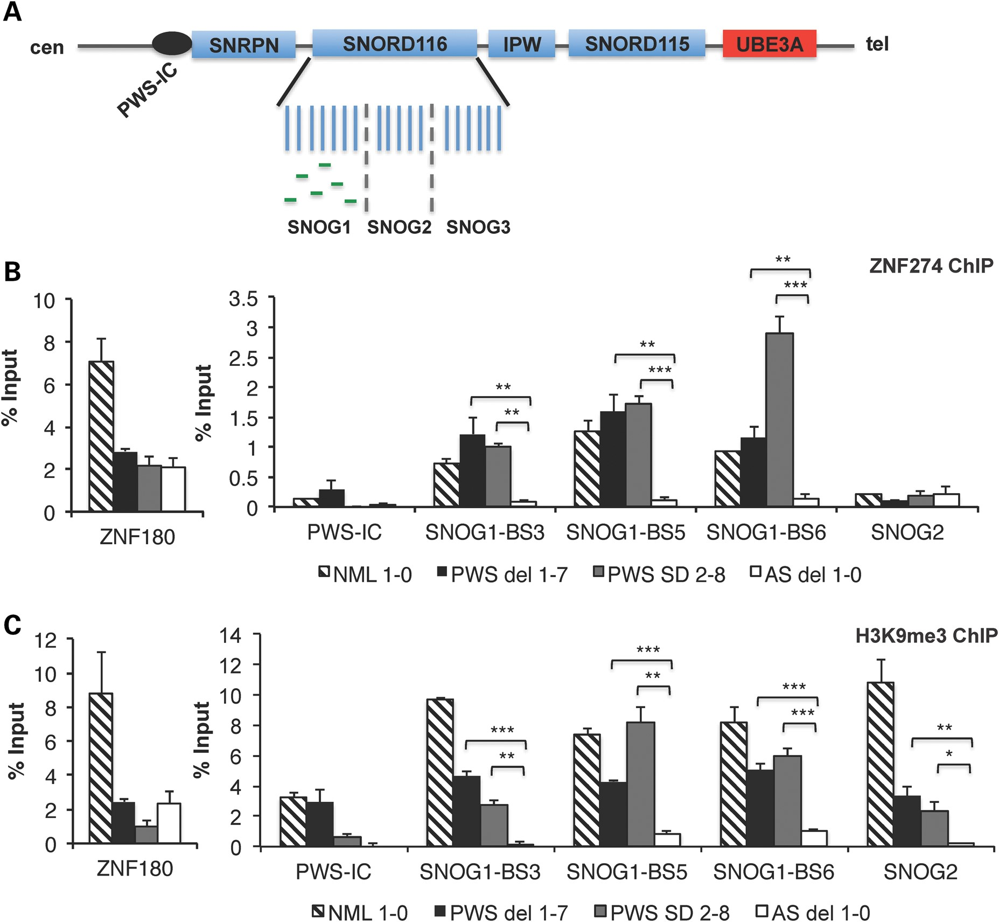 A
cen SNRPN SNORD116 IPW SNORD115 UBE3A tel
PWS-IC
SNOG1 SNOG2 SNOG3
B
ZNF274 ChIP
% Input
10
8
6
4
2
0
ZNF180
% Input
3.5
3
2.5
2
1.5
1
0.5
0
** **
** ***
** ***
PWS-IC SNOG1-BS3 SNOG1-BS5 SNOG1-BS6 SNOG2
NML 1-0 PWS del 1-7 PWS SD 2-8 AS del 1-0
C
H3K9me3 ChIP
% Input
12
10
8
6
4
2
0
ZNF180
% Input
14
12
10
8
6
4
2
0
*** **
*** **
*** ***
** *
PWS-IC SNOG1-BS3 SNOG1-BS5 SNOG1-BS6 SNOG2
NML 1-0 PWS del 1-7 PWS SD 2-8 AS del 1-0